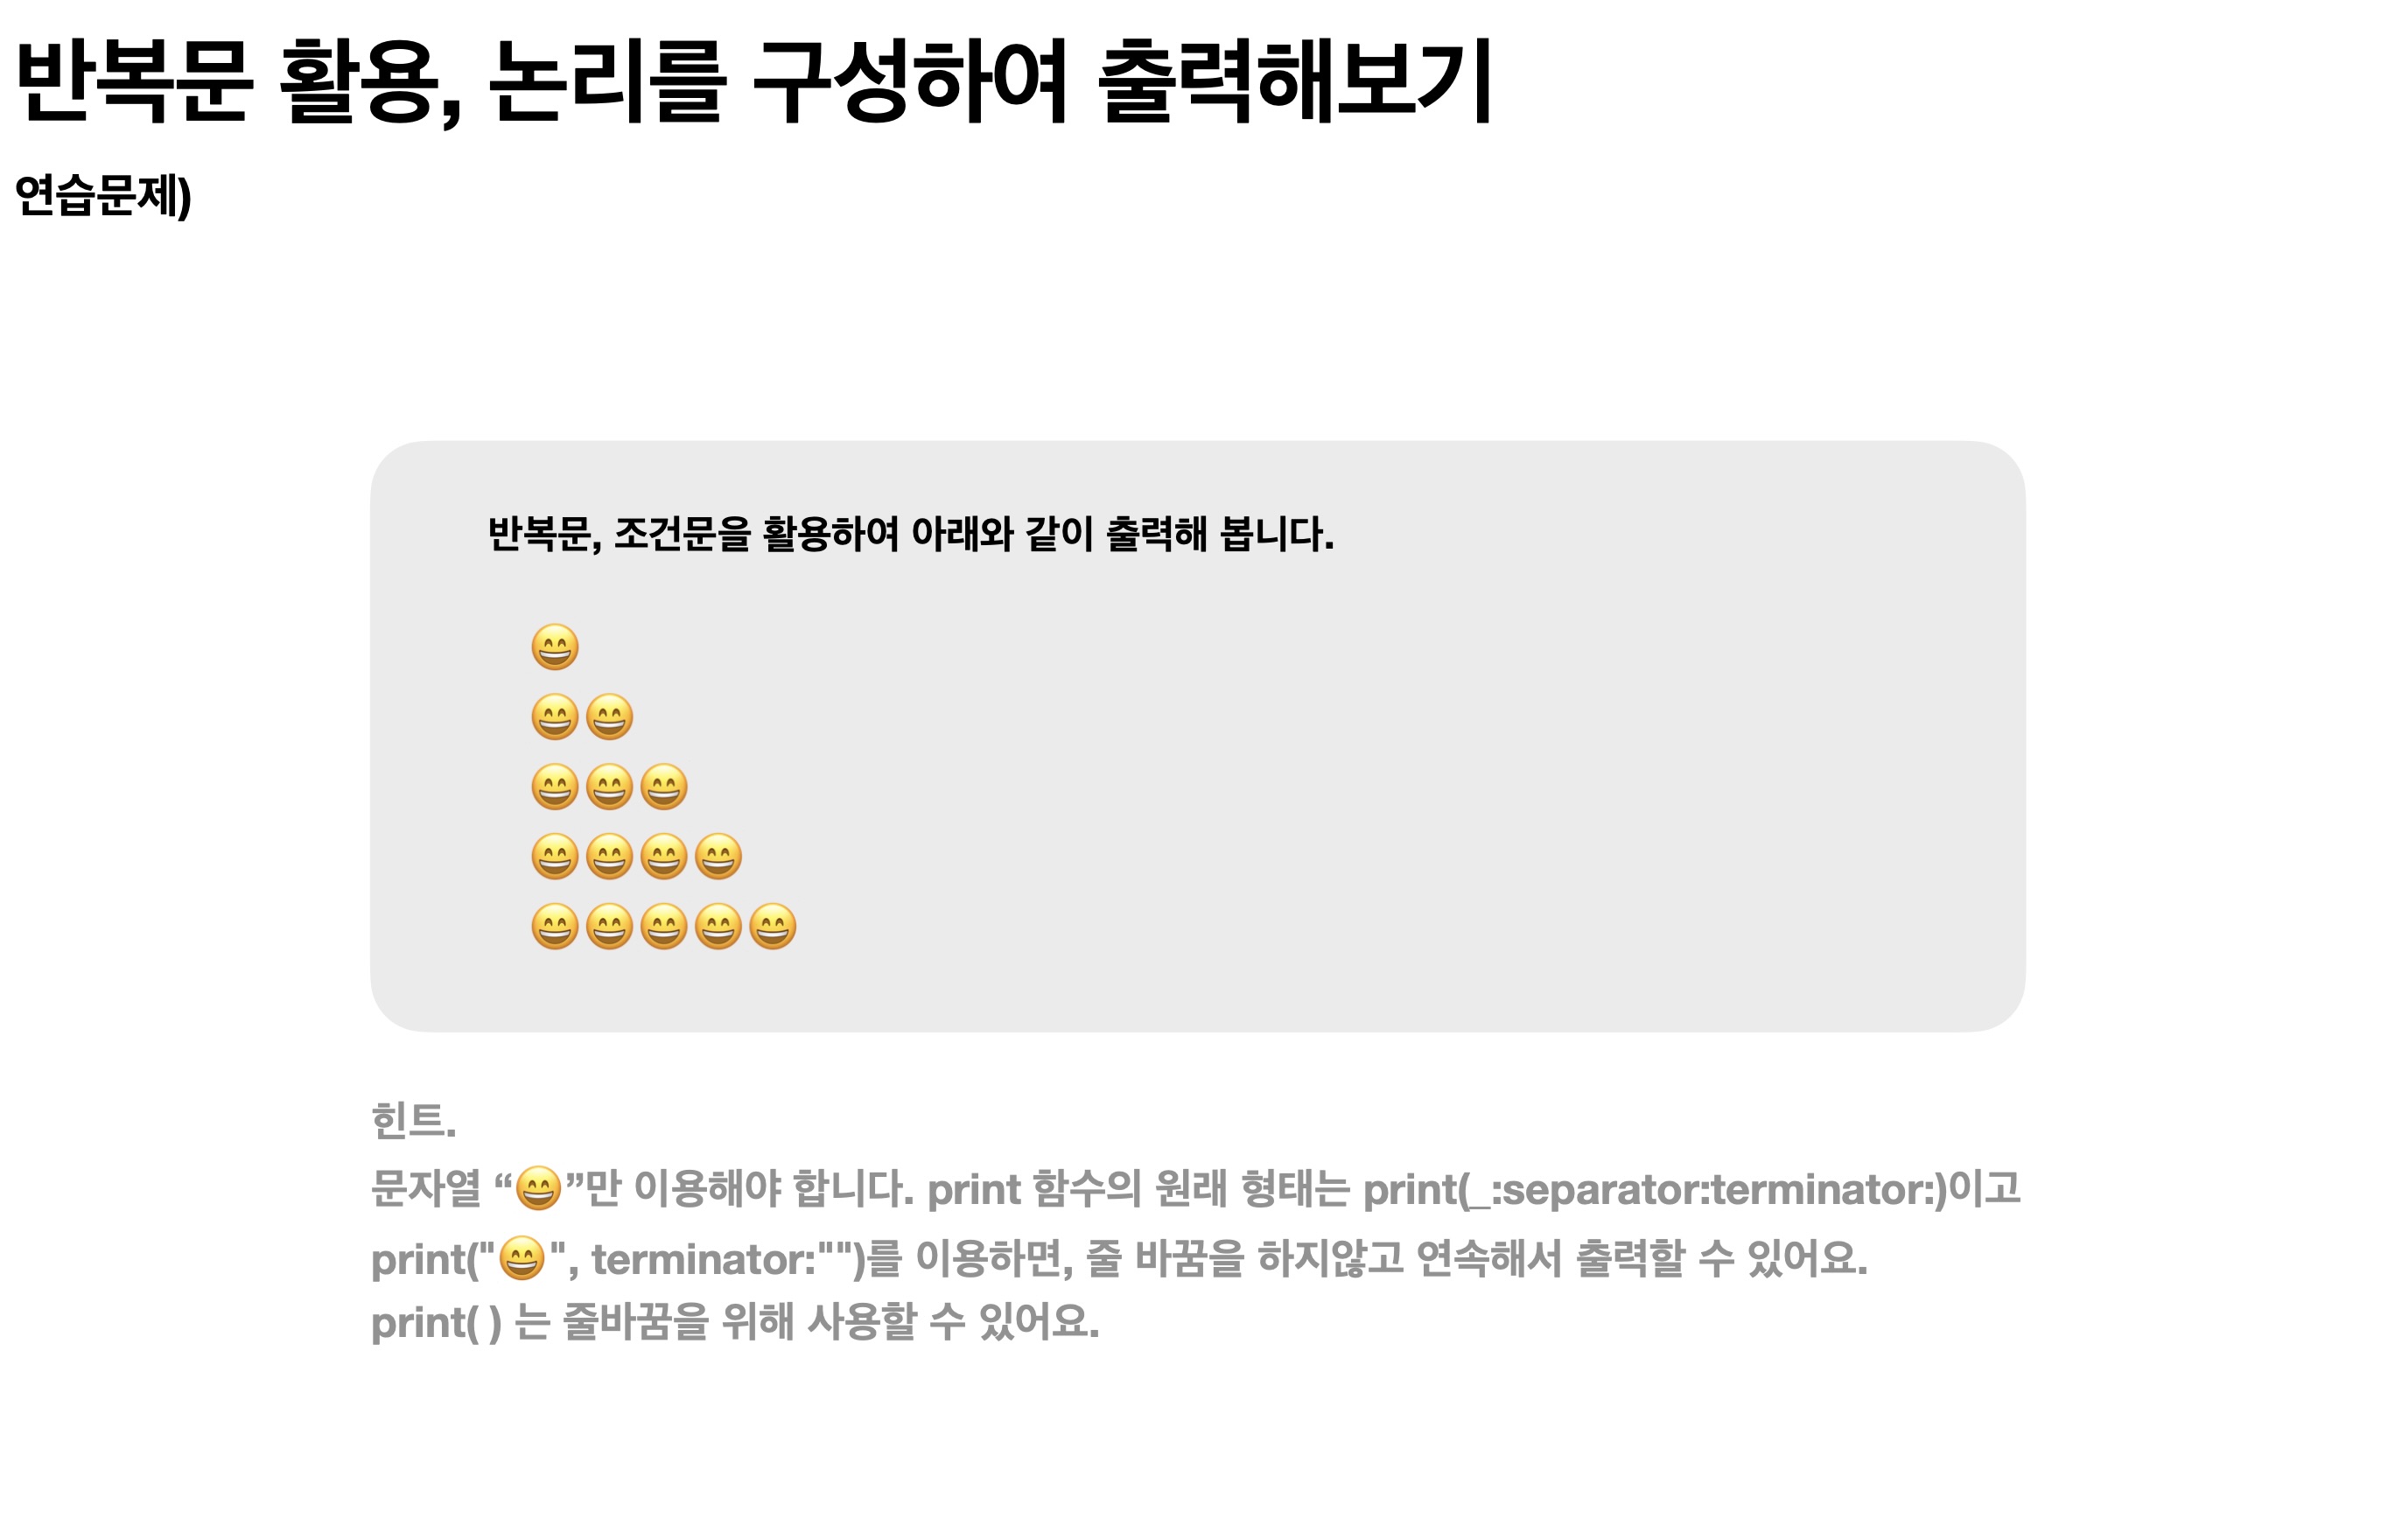 반복문 활용, 논리를 구성하여 출력해보기
연습문제)
반복문, 조건문을 활용하여 아래와 같이 출력해 봅니다.
😄
😄😄
😄😄😄
😄😄😄😄
😄😄😄😄😄
힌트.
문자열 “😄”만 이용해야 합니다. print 함수의 원래 형태는 print(_:separator:terminator:)이고
print("😄", terminator:"")를 이용하면, 줄 바꿈을 하지않고 연속해서 출력할 수 있어요.
print( ) 는 줄바꿈을 위해 사용할 수 있어요.